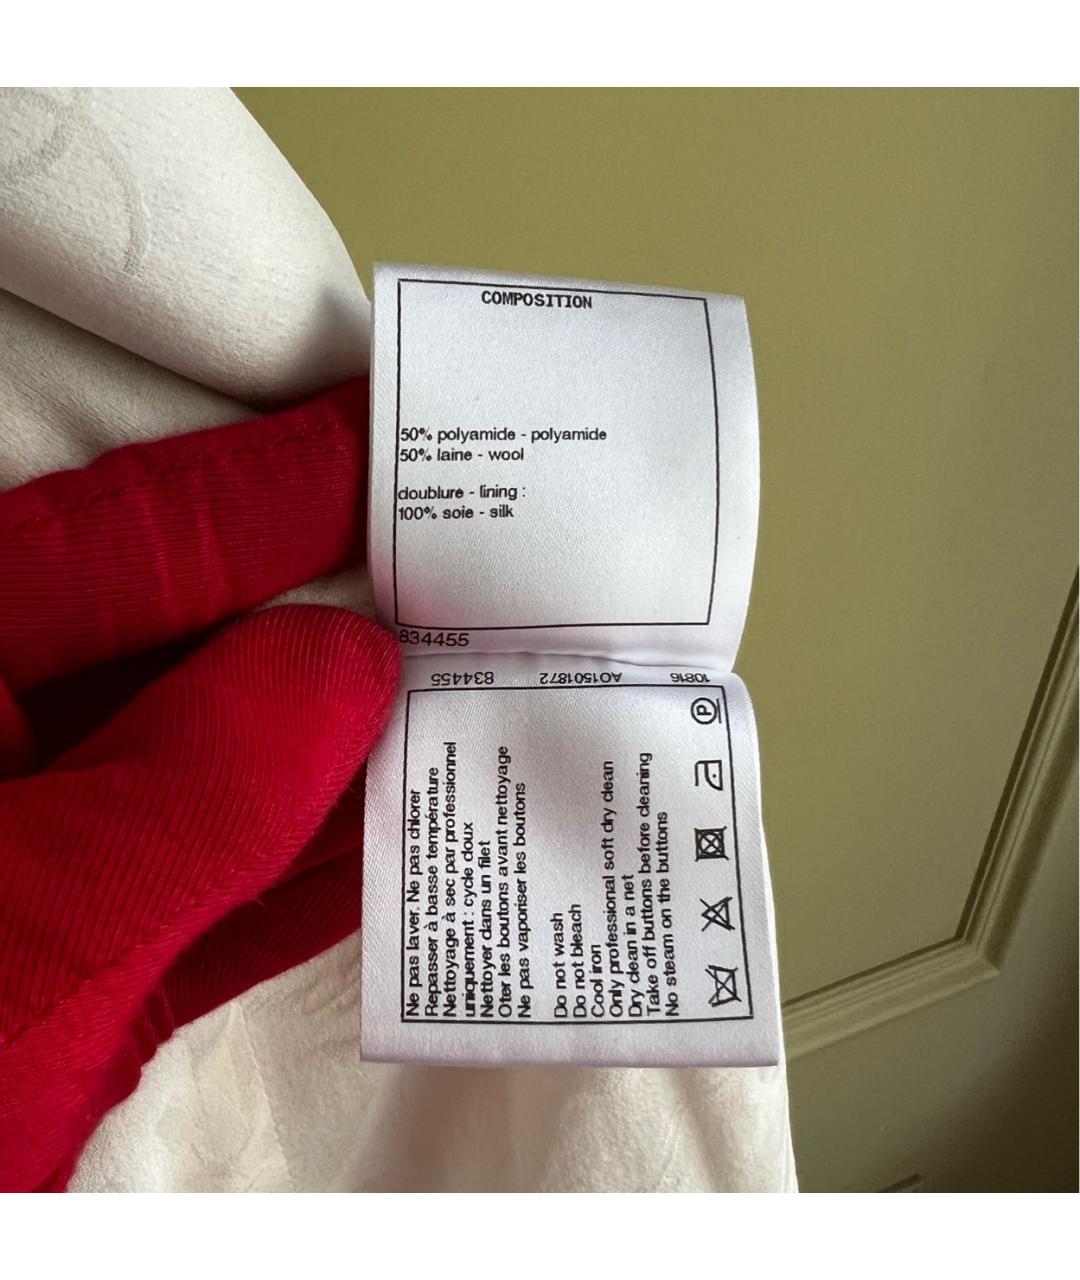 COMPOSITION
50% polyamide - polyamide
50% laine - wool
doublure - lining :
100% soie - silk
834455
834455 AO1501872 10816
Ne pas laver. Ne pas chlorer
Repasser à basse température
Nettoyage à sec par professionnel
uniquement : cycle doux
Nettoyer dans un filet
Oter les boutons avant nettoyage
Ne pas vaporiser les boutons
Do not wash
Do not bleach
Cool iron
Only professional soft dry clean
Dry clean in a net
Take off buttons before cleaning
No steam on the buttons
P